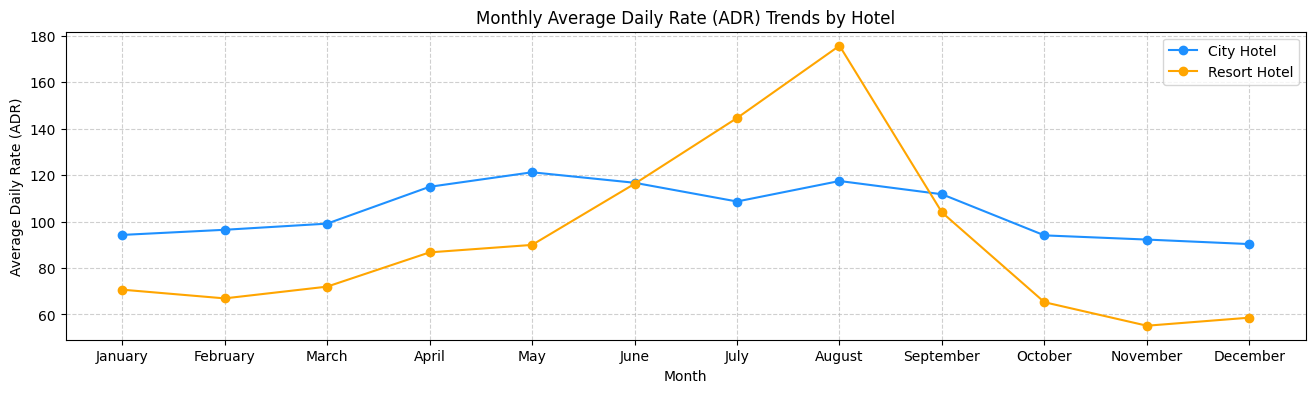 Monthly Average Daily Rate (ADR) Trends by Hotel
City Hotel
Resort Hotel
Average Daily Rate (ADR)
180
160
140
120
100
80
60
January February March April May June July August September October November December
Month